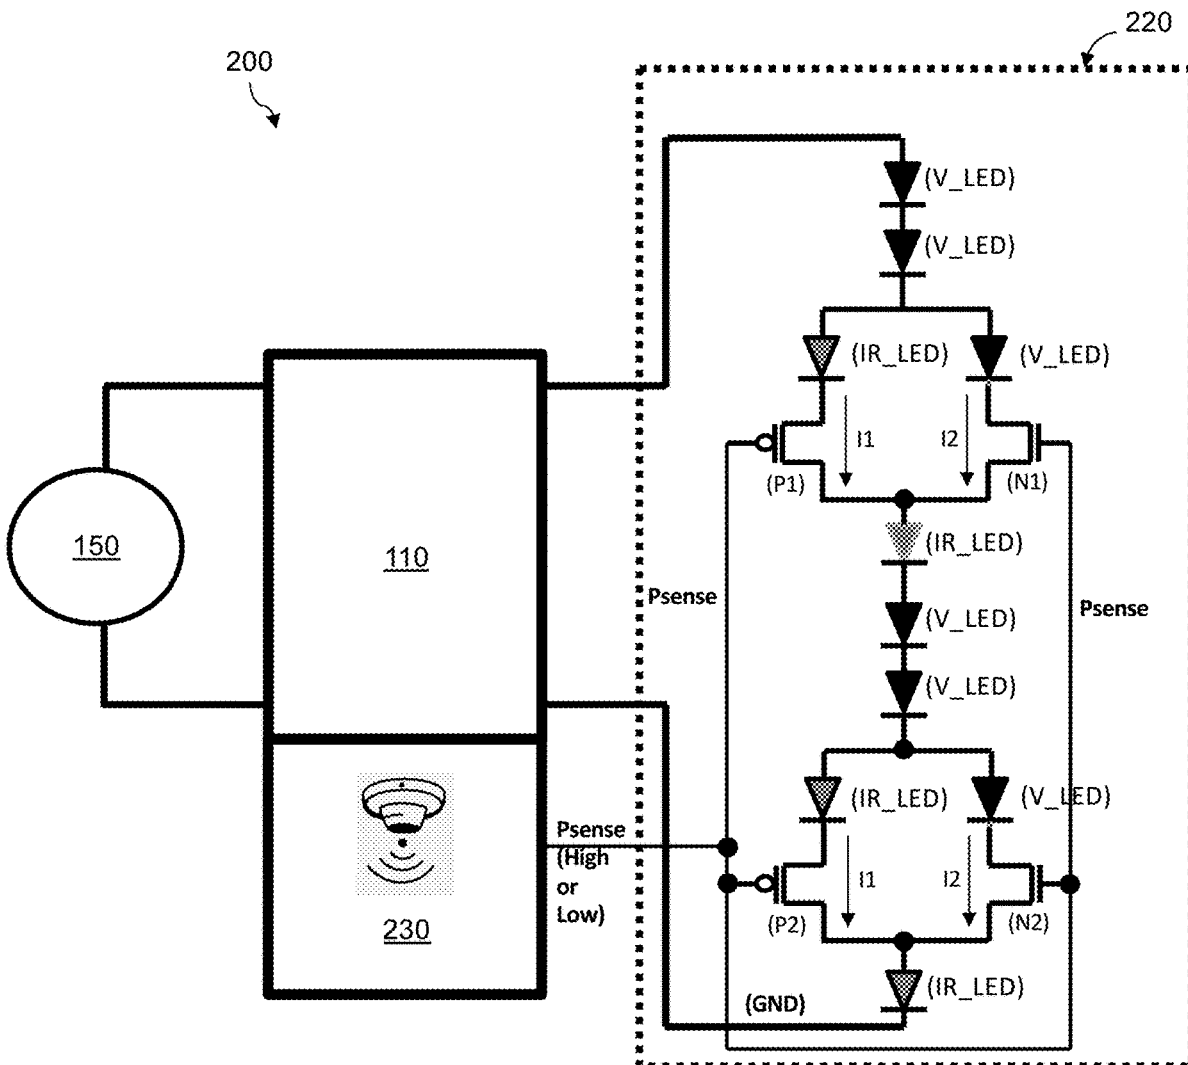 220
200
(V_LED)
(V_LED)
(IR_LED)
(V_LED)
I1
I2
(P1)
(N1)
150
110
(IR_LED)
Psense
Psense
(V_LED)
(V_LED)
(IR_LED)
(V_LED)
Psense
(High
or
Low)
I1
I2
(P2)
(N2)
230
(IR_LED)
(GND)